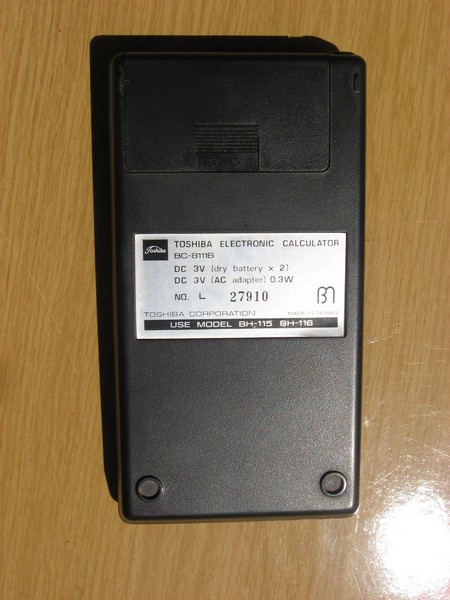 Toshiba
TOSHIBA ELECTRONIC CALCULATOR
BC-8111B
DC 3V (dry battery x 2)
DC 3V (AC adapter) 0.3W
NO. L 27910
TOSHIBA CORPORATION
USE MODEL BH-115 BH-116